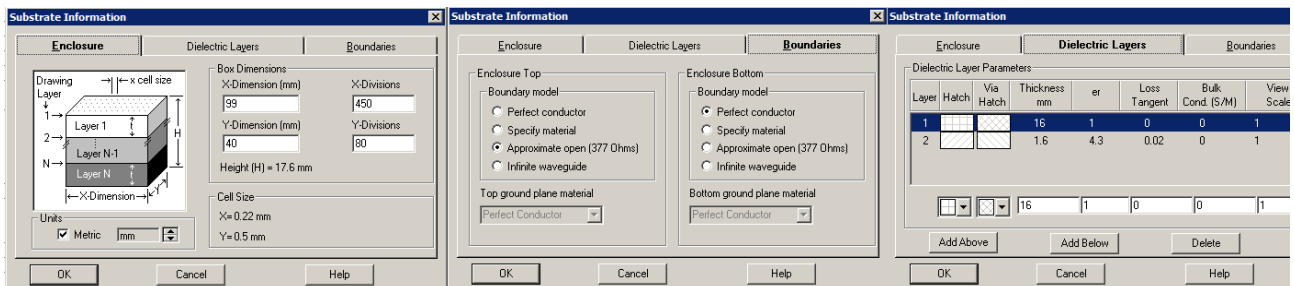 Substrate Information
Enclosure Dielectric Layers Boundaries
Drawing Layer
x cell size
1
Layer 1
t
2
H
Layer N-1
N
Layer N
t
X-Dimension
Y
Units
Metric mm
Box Dimensions
X-Dimension (mm) X-Divisions
99 450
Y-Dimension (mm) Y-Divisions
40 80
Height (H) = 17.6 mm
Cell Size
X= 0.22 mm
Y= 0.5 mm
OK Cancel Help
Substrate Information
Enclosure Dielectric Layers Boundaries
Enclosure Top
Boundary model
Perfect conductor
Specify material
Approximate open (377 Ohms)
Infinite waveguide
Top ground plane material
Perfect Conductor
Enclosure Bottom
Boundary model
Perfect conductor
Specify material
Approximate open (377 Ohms)
Infinite waveguide
Bottom ground plane material
Perfect Conductor
OK Cancel Help
Substrate Information
Enclosure Dielectric Layers Boundaries
Dielectric Layer Parameters
Layer Hatch Via Hatch Thickness mm er Loss Tangent Bulk Cond. (S/M) View Scale
1 16 1 0 0 1
2 1.6 4.3 0.02 0 1
16 1 0 0 1
Add Above Add Below Delete
OK Cancel Help